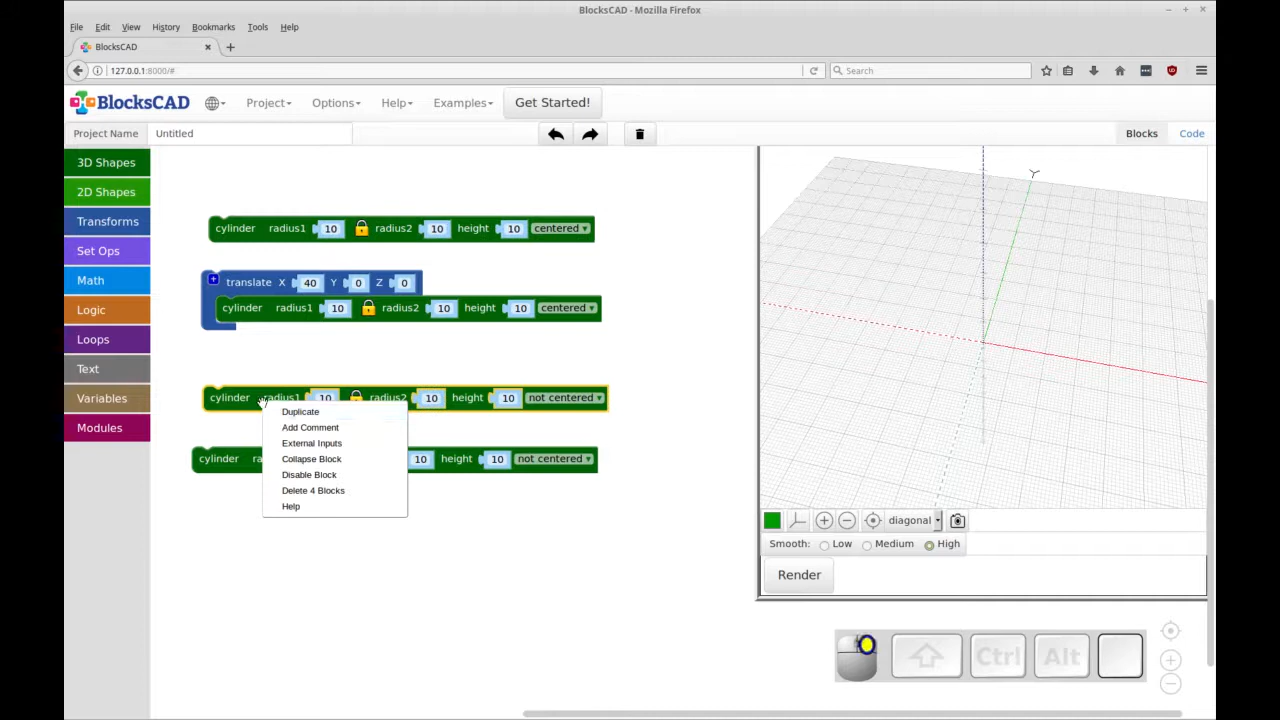 BlocksCAD - Mozilla Firefox
File Edit View History Bookmarks Tools Help
BlocksCAD
127.0.0.1:8000/# Search
BlocksCAD Project Options Help Examples Get Started!
Project Name Untitled Blocks Code
3D Shapes
2D Shapes
Transforms
Set Ops
Math
Logic
Loops
Text
Variables
Modules
cylinder radius1 10 radius2 10 height 10 centered
translate X 40 Y 0 Z 0
cylinder radius1 10 radius2 10 height 10 centered
cylinder radius1 10 radius2 10 height 10 not centered
cylinder ra 10 height 10 not centered
Duplicate
Add Comment
External Inputs
Collapse Block
Disable Block
Delete 4 Blocks
Help
Y
diagonal
Smooth: Low Medium High
Render
Ctrl Alt